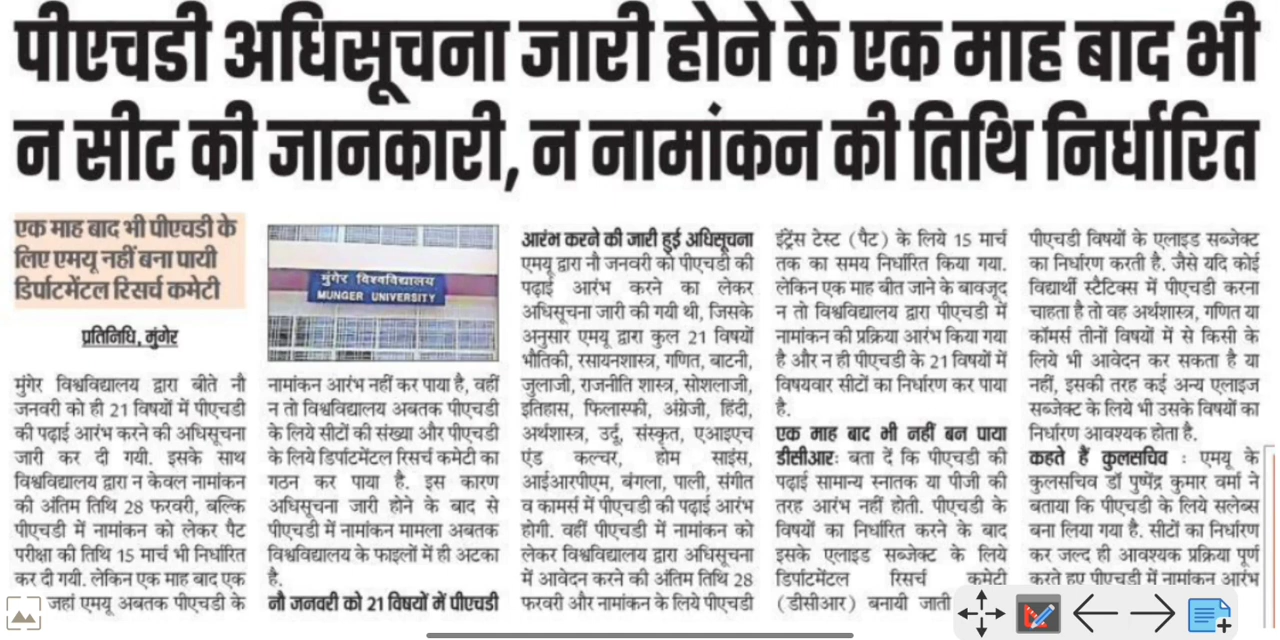 पीएचडी अधिसूचना जारी होने के एक माह बाद भी
न सीट की जानकारी, न नामांकन की तिथि निर्धारित
एक माह बाद भी पीएचडी के
लिए एमयू नहीं बना पायी
डिर्पाटमेंटल रिसर्च कमेटी
प्रतिनिधि, मुंगेर
मुंगेर विश्वविद्यालय द्वारा बीते नौ
जनवरी को ही 21 विषयों में पीएचडी
की पढ़ाई आरंभ करने की अधिसूचना
जारी कर दी गयी. इसके साथ
विश्वविद्यालय द्वारा न केवल नामांकन
की अंतिम तिथि 28 फरवरी, बल्कि
पीएचडी में नामांकन को लेकर पैट
परीक्षा की तिथि 15 मार्च भी निर्धारित
कर दी गयी. लेकिन एक माह बाद एक
जहां एमयू अबतक पीएचडी के
मुंगेर विश्वविद्यालय
MUNGER UNIVERSITY
नामांकन आरंभ नहीं कर पाया है, वहीं
न तो विश्वविद्यालय अबतक पीएचडी
के लिये सीटों की संख्या और पीएचडी
के लिये डिर्पाटमेंटल रिसर्च कमेटी का
गठन कर पाया है. इस कारण
अधिसूचना जारी होने के बाद से
पीएचडी में नामांकन मामला अबतक
विश्वविद्यालय के फाइलों में ही अटका
है.
नौ जनवरी को 21 विषयों में पीएचडी
आरंभ करने की जारी हुई अधिसूचना
एमयू द्वारा नौ जनवरी को पीएचडी की
पढ़ाई आरंभ करने का लेकर
अधिसूचना जारी की गयी थी, जिसके
अनुसार एमयू द्वारा कुल 21 विषयों
भौतिकी, रसायनशास्त्र, गणित, बाटनी,
जुलाजी, राजनीति शास्त्र, सोशलाजी,
इतिहास, फिलास्फी, अंग्रेजी, हिंदी,
अर्थशास्त्र, उर्दू, संस्कृत, एआइएच
एंड कल्चर, होम साइंस,
आईआरपीएम, बंगला, पाली, संगीत
व कामर्स में पीएचडी की पढ़ाई आरंभ
होगी. वहीं पीएचडी में नामांकन को
लेकर विश्वविद्यालय द्वारा अधिसूचना
में आवेदन करने की अंतिम तिथि 28
फरवरी और नामांकन के लिये पीएचडी
इंट्रेंस टेस्ट (पैट) के लिये 15 मार्च
तक का समय निर्धारित किया गया.
लेकिन एक माह बीत जाने के बावजूद
न तो विश्वविद्यालय द्वारा पीएचडी में
नामांकन की प्रक्रिया आरंभ किया गया
है और न ही पीएचडी के 21 विषयों में
विषयवार सीटों का निर्धारण कर पाया
है.
एक माह बाद भी नहीं बन पाया
डीसीआर: बता दें कि पीएचडी की
पढ़ाई सामान्य स्नातक या पीजी की
तरह आरंभ नहीं होती. पीएचडी के
विषयों का निर्धारित करने के बाद
इसके एलाइड सब्जेक्ट के लिये
डिर्पाटमेंटल रिसर्च कमेटी
(डीसीआर) बनायी जाती
पीएचडी विषयों के एलाइड सब्जेक्ट
का निर्धारण करती है. जैसे यदि कोई
विद्यार्थी स्टैटिक्स में पीएचडी करना
चाहता है तो वह अर्थशास्त्र, गणित या
कॉमर्स तीनों विषयों में से किसी के
लिये भी आवेदन कर सकता है या
नहीं, इसकी तरह कई अन्य एलाइज
सब्जेक्ट के लिये भी उसके विषयों का
निर्धारण आवश्यक होता है.
कहते हैं कुलसचिव : एमयू के
कुलसचिव डॉ पुष्पेंद्र कुमार वर्मा ने
बताया कि पीएचडी के लिये सलेब्स
बना लिया गया है. सीटों का निर्धारण
कर जल्द ही आवश्यक प्रक्रिया पूर्ण
करते हुए पीएचडी में नामांकन आरंभ